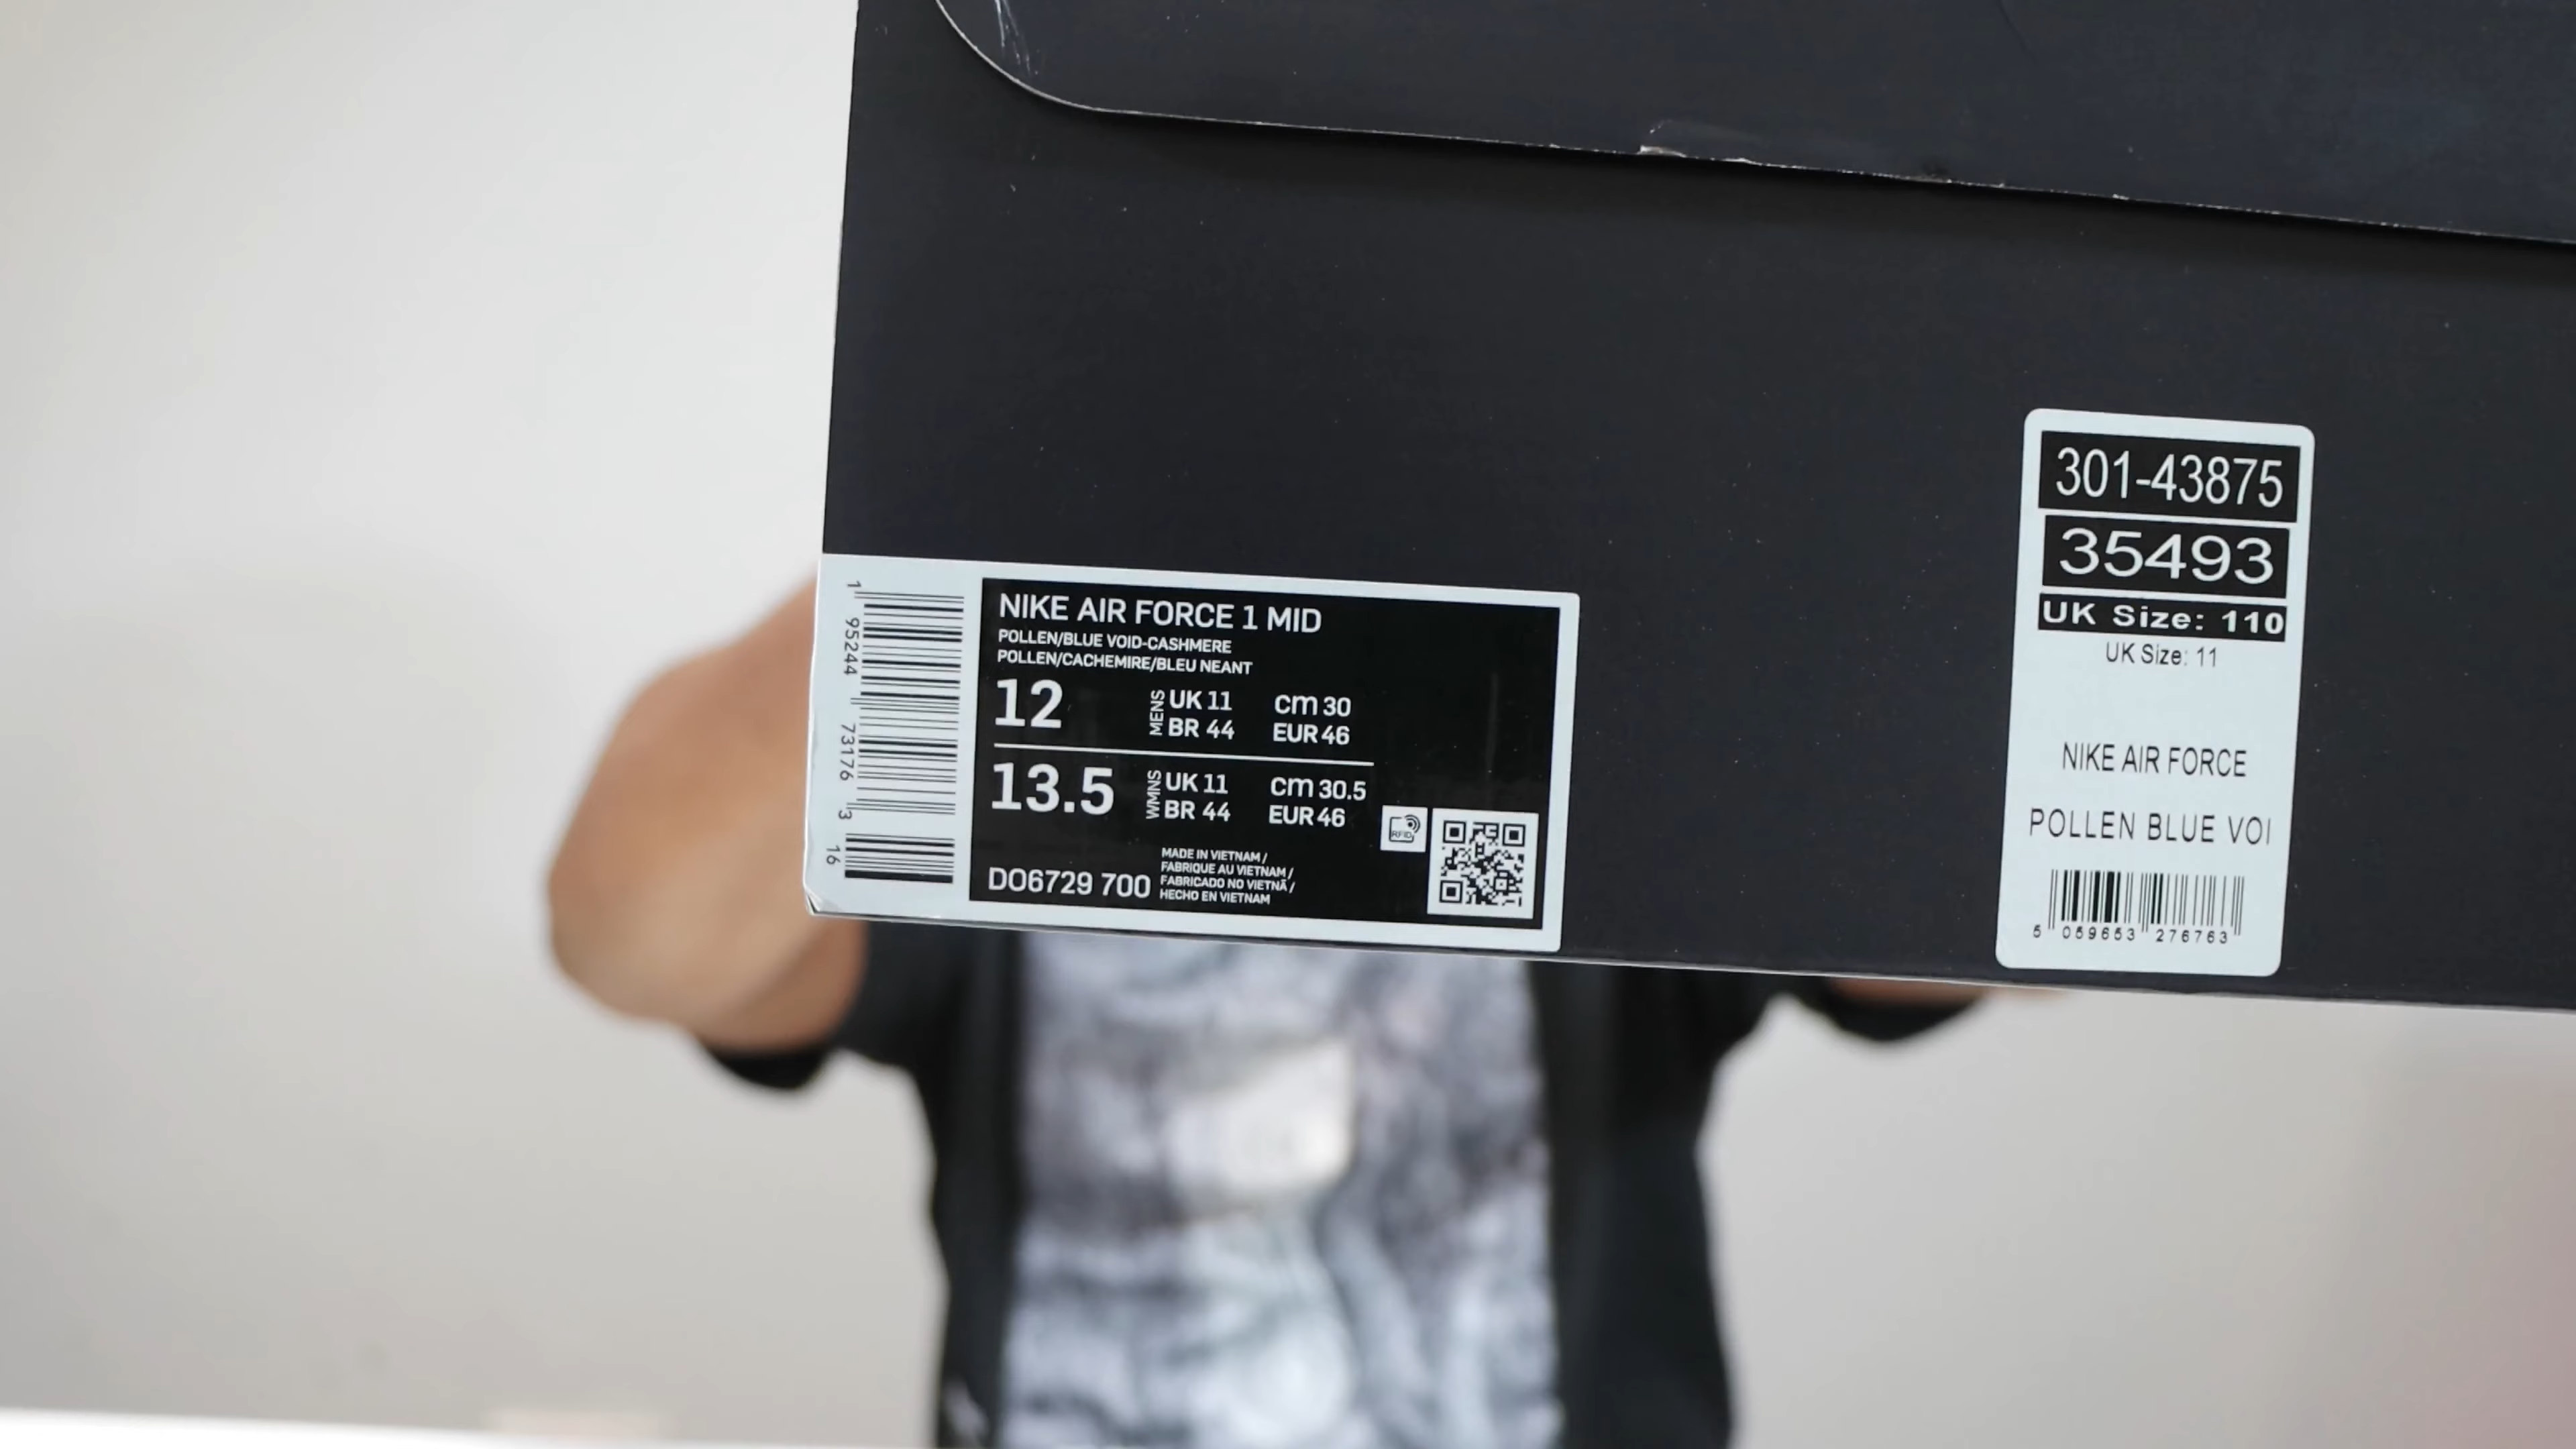 NIKE AIR FORCE 1 MID
POLLEN/BLUE VOID-CASHMERE
POLLEN/CACHEMIRE/BLEU NEANT
12 MENS UK 11 cm 30
BR 44 EUR 46
13.5 WMNS UK 11 cm 30.5
BR 44 EUR 46
MADE IN VIETNAM /
FABRIQUE AU VIETNAM /
FABRICADO NO VIETNÃ /
HECHO EN VIETNAM
DO6729 700
RFID
1 95244 73176 3
16
301-43875
35493
UK Size: 110
UK Size: 11
NIKE AIR FORCE
POLLEN BLUE VOI
5 059653 276763